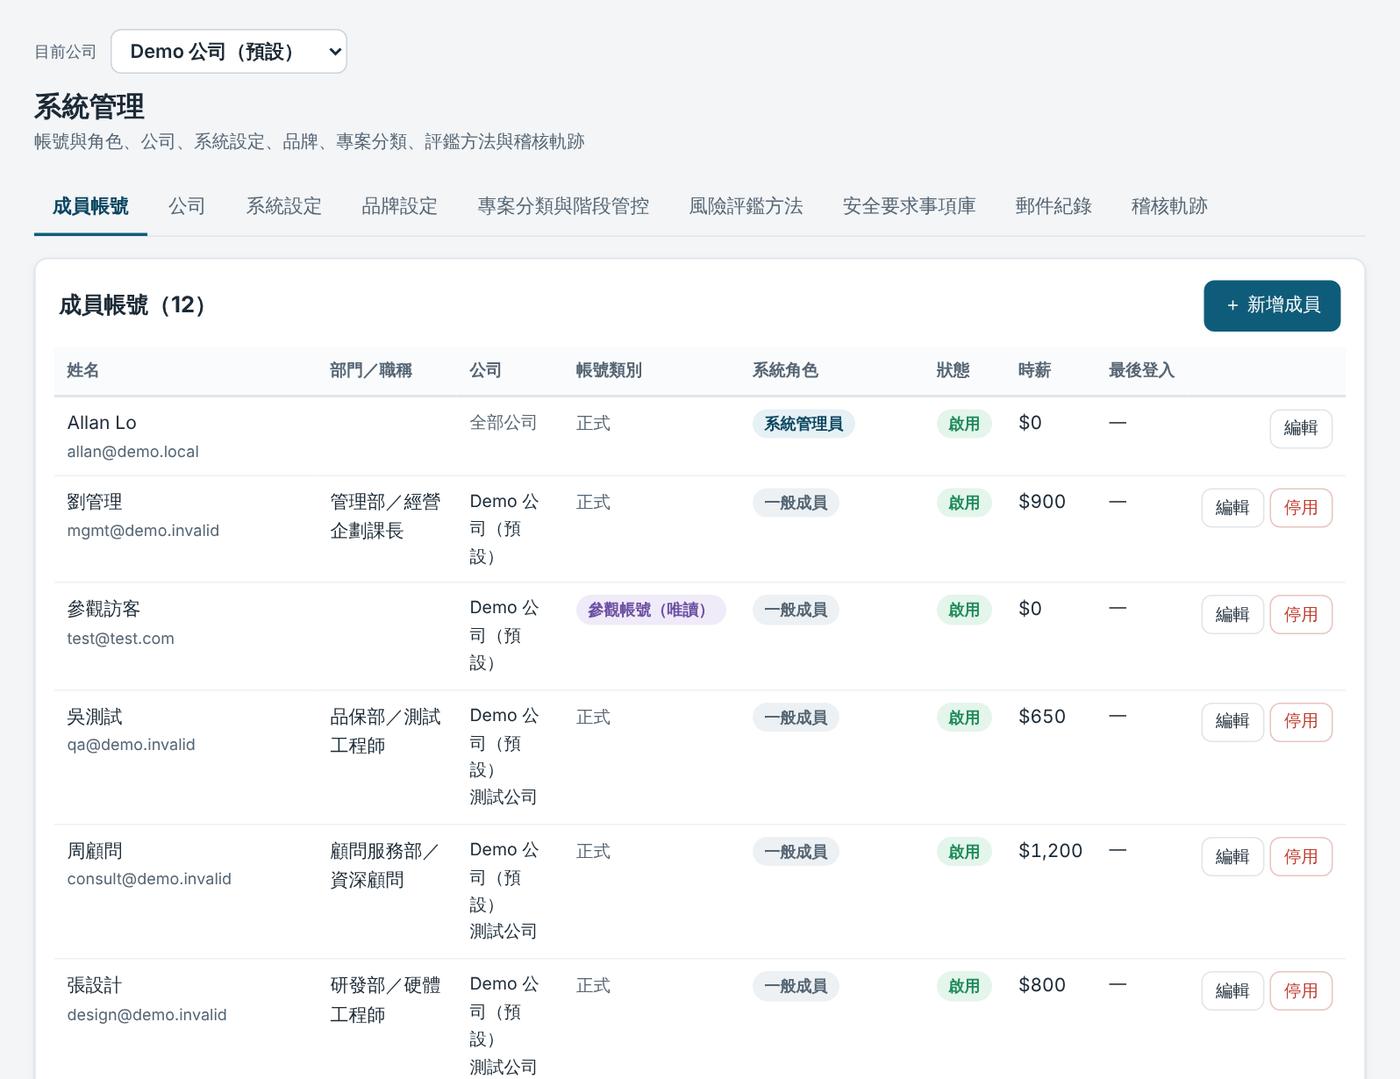 目前公司 Demo 公司（預設）
系統管理
帳號與角色、公司、系統設定、品牌、專案分類、評鑑方法與稽核軌跡
成員帳號 公司 系統設定 品牌設定 專案分類與階段管控 風險評鑑方法 安全要求事項庫 郵件紀錄 稽核軌跡
成員帳號（12）
＋ 新增成員
姓名 部門／職稱 公司 帳號類別 系統角色 狀態 時薪 最後登入
Allan Lo 全部公司 正式 系統管理員 啟用 $0 — 編輯
allan@demo.local
劉管理 管理部／經營 Demo 公 正式 一般成員 啟用 $900 — 編輯 停用
mgmt@demo.invalid 企劃課長 司（預
設）
參觀訪客 Demo 公 參觀帳號（唯讀） 一般成員 啟用 $0 — 編輯 停用
test@test.com 司（預
設）
吳測試 品保部／測試 Demo 公 正式 一般成員 啟用 $650 — 編輯 停用
qa@demo.invalid 工程師 司（預
設）
測試公司
周顧問 顧問服務部／ Demo 公 正式 一般成員 啟用 $1,200 — 編輯 停用
consult@demo.invalid 資深顧問 司（預
設）
測試公司
張設計 研發部／硬體 Demo 公 正式 一般成員 啟用 $800 — 編輯 停用
design@demo.invalid 工程師 司（預
設）
測試公司